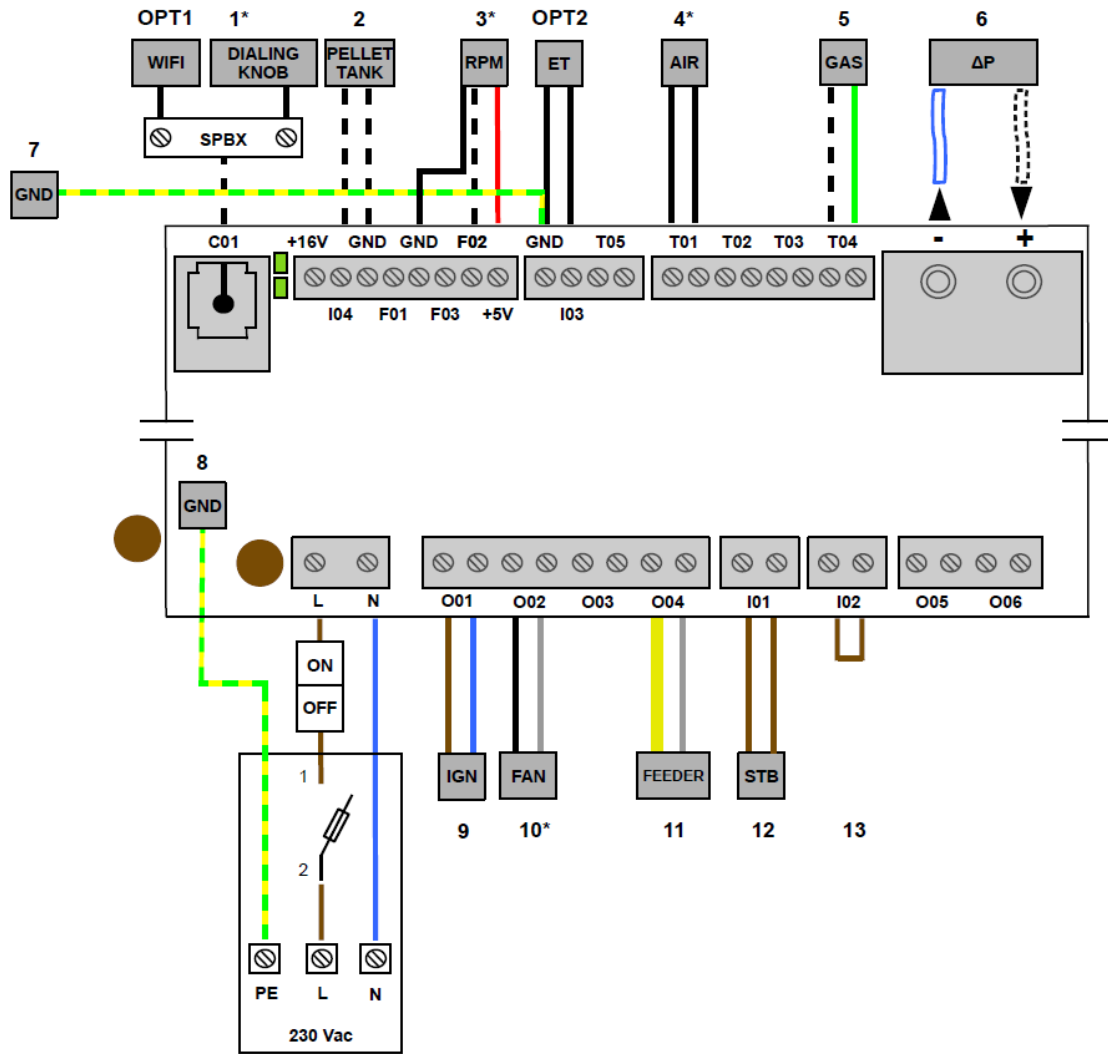 OPT1 1* 2 3* OPT2 4* 5 6
WIFI
DIALING
KNOB
PELLET
TANK
RPM
ET
AIR
GAS
ΔP
SPBX
7
GND
C01 +16V GND GND F02 GND T05 T01 T02 T03 T04 - +
I04 F01 F03 +5V I03
8
GND
L N O01 O02 O03 O04 I01 I02 O05 O06
ON
OFF
1
2
IGN
FAN
FEEDER
STB
9 10* 11 12 13
PE L N
230 Vac